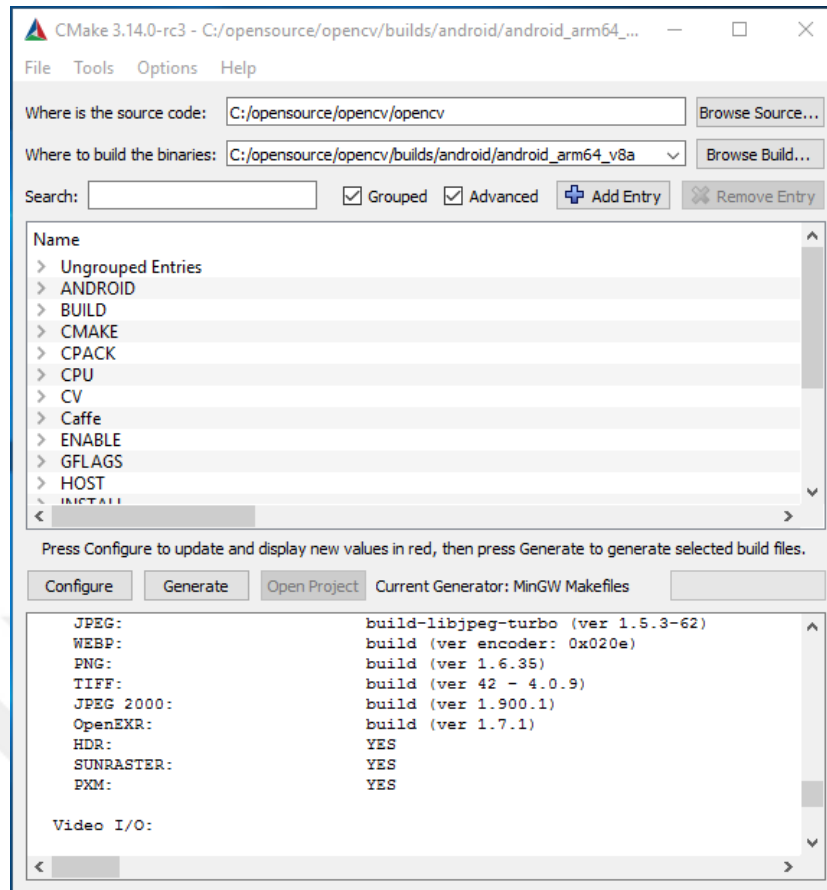 CMake 3.14.0-rc3 - C:/opensource/opencv/builds/android/android_arm64_...
File Tools Options Help
Where is the source code: C:/opensource/opencv/opencv Browse Source...
Where to build the binaries: C:/opensource/opencv/builds/android/android_arm64_v8a Browse Build...
Search: Grouped Advanced Add Entry Remove Entry
Name
Ungrouped Entries
ANDROID
BUILD
CMAKE
CPACK
CPU
CV
Caffe
ENABLE
GFLAGS
HOST
INSTALL
Press Configure to update and display new values in red, then press Generate to generate selected build files.
Configure Generate Open Project Current Generator: MinGW Makefiles
JPEG: build-libjpeg-turbo (ver 1.5.3-62)
WEBP: build (ver encoder: 0x020e)
PNG: build (ver 1.6.35)
TIFF: build (ver 42 - 4.0.9)
JPEG 2000: build (ver 1.900.1)
OpenEXR: build (ver 1.7.1)
HDR: YES
SUNRASTER: YES
PXM: YES
Video I/O: